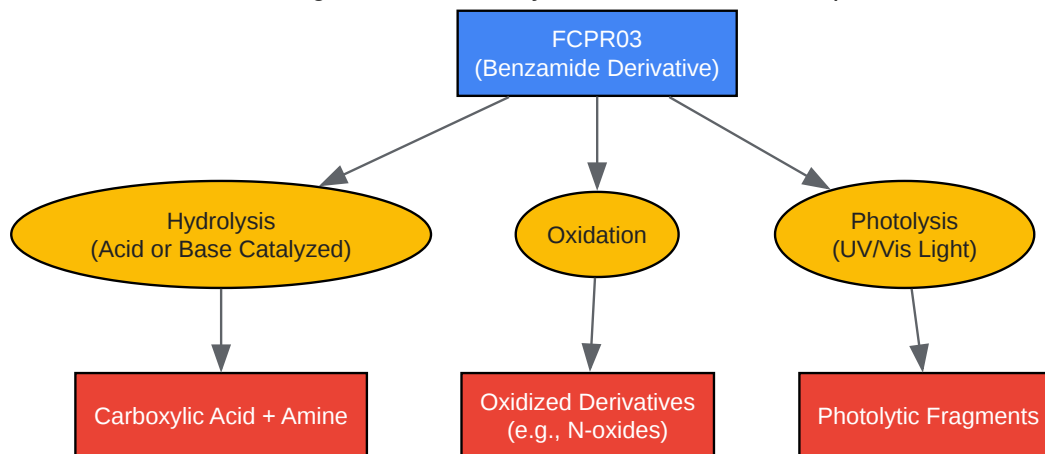 FCPR03
(Benzamide Derivative)
Hydrolysis
(Acid or Base Catalyzed)
Oxidation
Photolysis
(UV/Vis Light)
Carboxylic Acid + Amine
Oxidized Derivatives
(e.g., N-oxides)
Photolytic Fragments